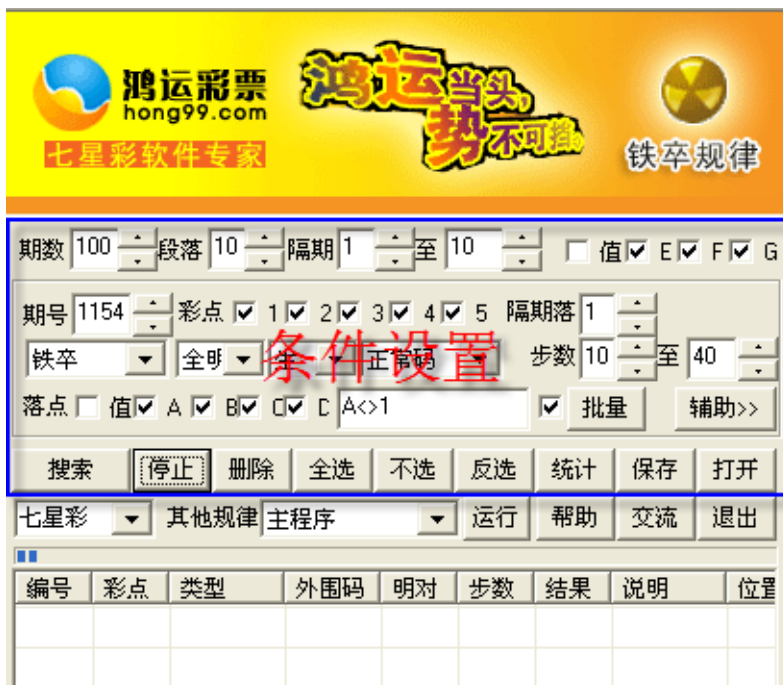 鸿运彩票
hong99.com
七星彩软件专家
鸿运当头,
势不可挡。
铁卒规律
期数 100 段落 10 隔期 1 至 10 值 E F G
期号 1154 彩点 1 2 3 4 5 隔期落 1
铁卒 全明 正常码 步数 10 至 40
条件设置
落点 值 A B C D A<>1 批量 辅助>>
搜索 停止 删除 全选 不选 反选 统计 保存 打开
七星彩 其他规律 主程序 运行 帮助 交流 退出
编号 彩点 类型 外围码 明对 步数 结果 说明 位置